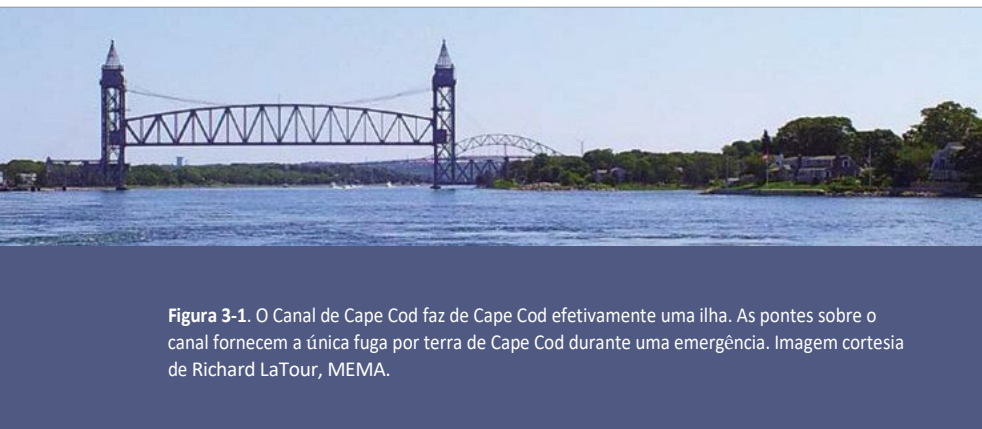 Figura 3-1. O Canal de Cape Cod faz de Cape Cod efetivamente uma ilha. As pontes sobre o
canal fornecem a única fuga por terra de Cape Cod durante uma emergência. Imagem cortesia
de Richard LaTour, MEMA.